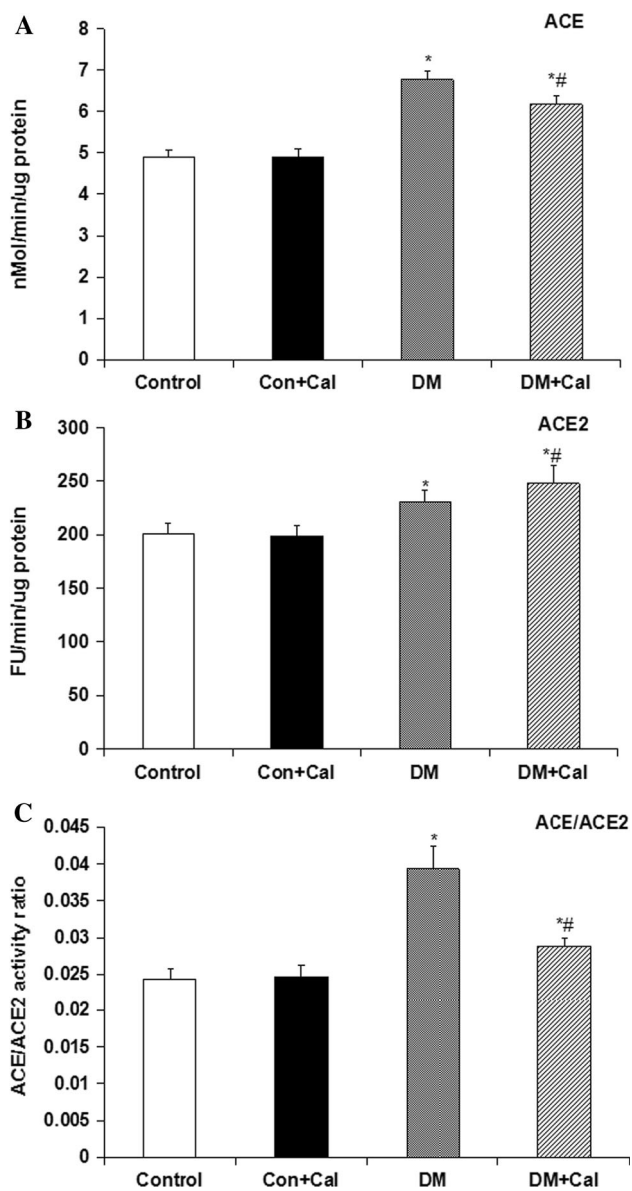 A
ACE
nMol/min/ug protein
8
7
6
5
4
3
2
1
0
*
*#
Control Con+Cal DM DM+Cal
B
ACE2
FU/min/ug protein
300
250
200
150
100
50
0
*
*#
Control Con+Cal DM DM+Cal
C
ACE/ACE2
ACE/ACE2 activity ratio
0.045
0.04
0.035
0.03
0.025
0.02
0.015
0.01
0.005
0
*
*#
Control Con+Cal DM DM+Cal